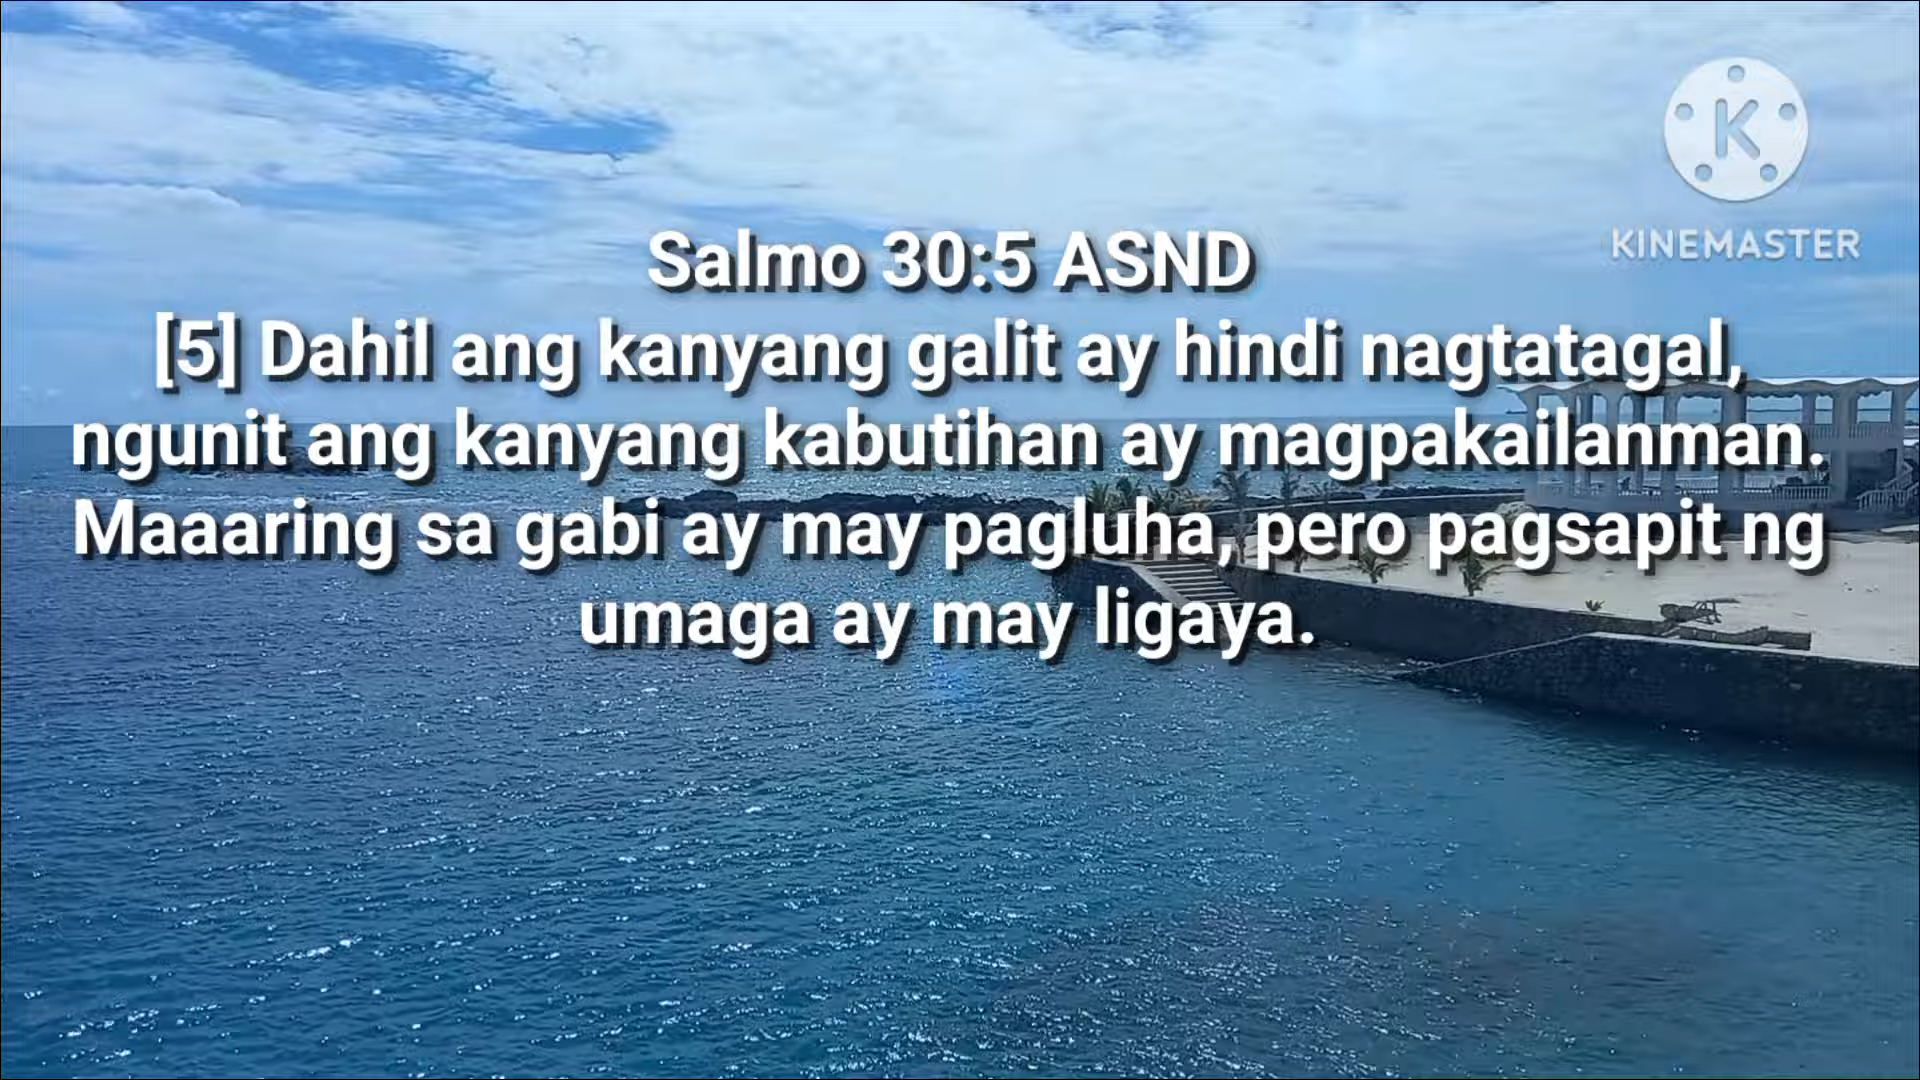 K
KINEMASTER
Salmo 30:5 ASND
[5] Dahil ang kanyang galit ay hindi nagtatagal,
ngunit ang kanyang kabutihan ay magpakailanman.
Maaaring sa gabi ay may pagluha, pero pagsapit ng
umaga ay may ligaya.